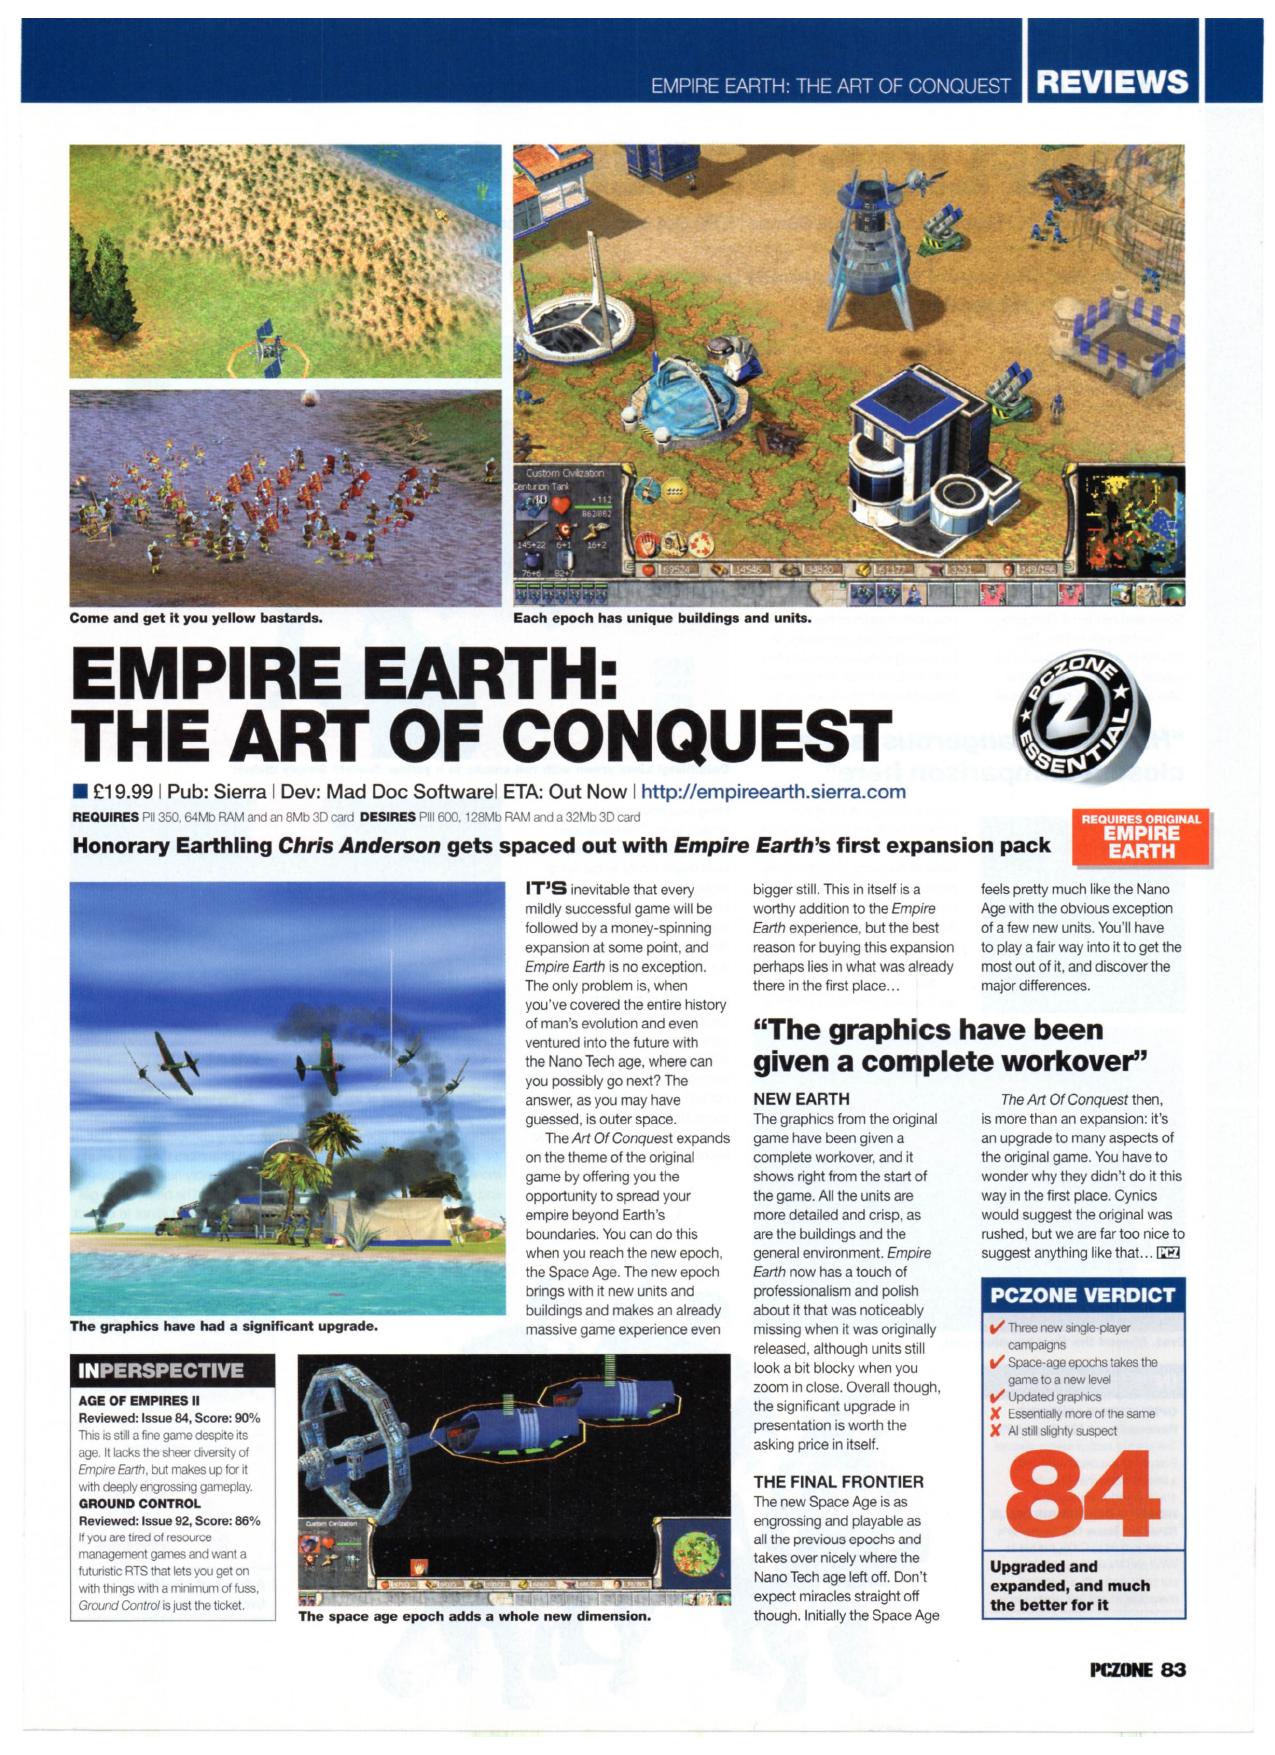 EMPIRE EARTH: THE ART OF CONQUEST
REVIEWS
Custom Civilization
Centurion Tank
Come and get it you yellow bastards.
Each epoch has unique buildings and units.
EMPIRE EARTH:
THE ART OF CONQUEST
PCZONE
Z
ESSENTIAL
£19.99 | Pub: Sierra | Dev: Mad Doc Software| ETA: Out Now | http://empireearth.sierra.com
REQUIRES PII 350, 64Mb RAM and an 8Mb 3D card DESIRES PIII 600, 128Mb RAM and a 32Mb 3D card
REQUIRES ORIGINAL
EMPIRE
EARTH
Honorary Earthling Chris Anderson gets spaced out with Empire Earth's first expansion pack
The graphics have had a significant upgrade.
IT'S inevitable that every
mildly successful game will be
followed by a money-spinning
expansion at some point, and
Empire Earth is no exception.
The only problem is, when
you've covered the entire history
of man's evolution and even
ventured into the future with
the Nano Tech age, where can
you possibly go next? The
answer, as you may have
guessed, is outer space.
The Art Of Conquest expands
on the theme of the original
game by offering you the
opportunity to spread your
empire beyond Earth's
boundaries. You can do this
when you reach the new epoch,
the Space Age. The new epoch
brings with it new units and
buildings and makes an already
massive game experience even
bigger still. This in itself is a
worthy addition to the Empire
Earth experience, but the best
reason for buying this expansion
perhaps lies in what was already
there in the first place...
"The graphics have been
given a complete workover"
NEW EARTH
The graphics from the original
game have been given a
complete workover, and it
shows right from the start of
the game. All the units are
more detailed and crisp, as
are the buildings and the
general environment. Empire
Earth now has a touch of
professionalism and polish
about it that was noticeably
missing when it was originally
released, although units still
look a bit blocky when you
zoom in close. Overall though,
the significant upgrade in
presentation is worth the
asking price in itself.
THE FINAL FRONTIER
The new Space Age is as
engrossing and playable as
all the previous epochs and
takes over nicely where the
Nano Tech age left off. Don't
expect miracles straight off
though. Initially the Space Age
feels pretty much like the Nano
Age with the obvious exception
of a few new units. You'll have
to play a fair way into it to get the
most out of it, and discover the
major differences.
The Art Of Conquest then,
is more than an expansion: it's
an upgrade to many aspects of
the original game. You have to
wonder why they didn't do it this
way in the first place. Cynics
would suggest the original was
rushed, but we are far too nice to
suggest anything like that... PCZ
INPERSPECTIVE
AGE OF EMPIRES II
Reviewed: Issue 84, Score: 90%
This is still a fine game despite its
age. It lacks the sheer diversity of
Empire Earth, but makes up for it
with deeply engrossing gameplay.
GROUND CONTROL
Reviewed: Issue 92, Score: 86%
If you are tired of resource
management games and want a
futuristic RTS that lets you get on
with things with a minimum of fuss,
Ground Control is just the ticket.
Custom Civilization
The space age epoch adds a whole new dimension.
PCZONE VERDICT
Three new single-player
campaigns
Space-age epochs takes the
game to a new level
Updated graphics
Essentially more of the same
AI still slighty suspect
84
Upgraded and
expanded, and much
the better for it
PCZONE 83